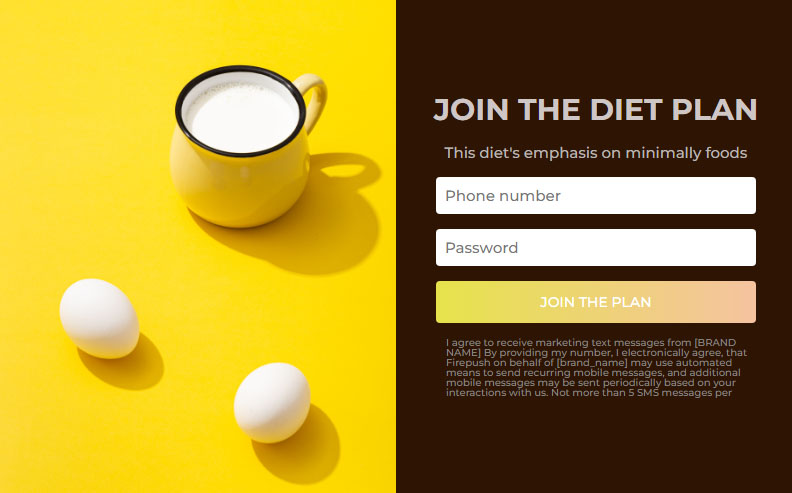 JOIN THE DIET PLAN
This diet's emphasis on minimally foods
Phone number
Password
JOIN THE PLAN
I agree to receive marketing text messages from [BRAND
NAME] By providing my number, I electronically agree, that
Firepush on behalf of [brand_name] may use automated
means to send recurring mobile messages, and additional
mobile messages may be sent periodically based on your
interactions with us. Not more than 5 SMS messages per